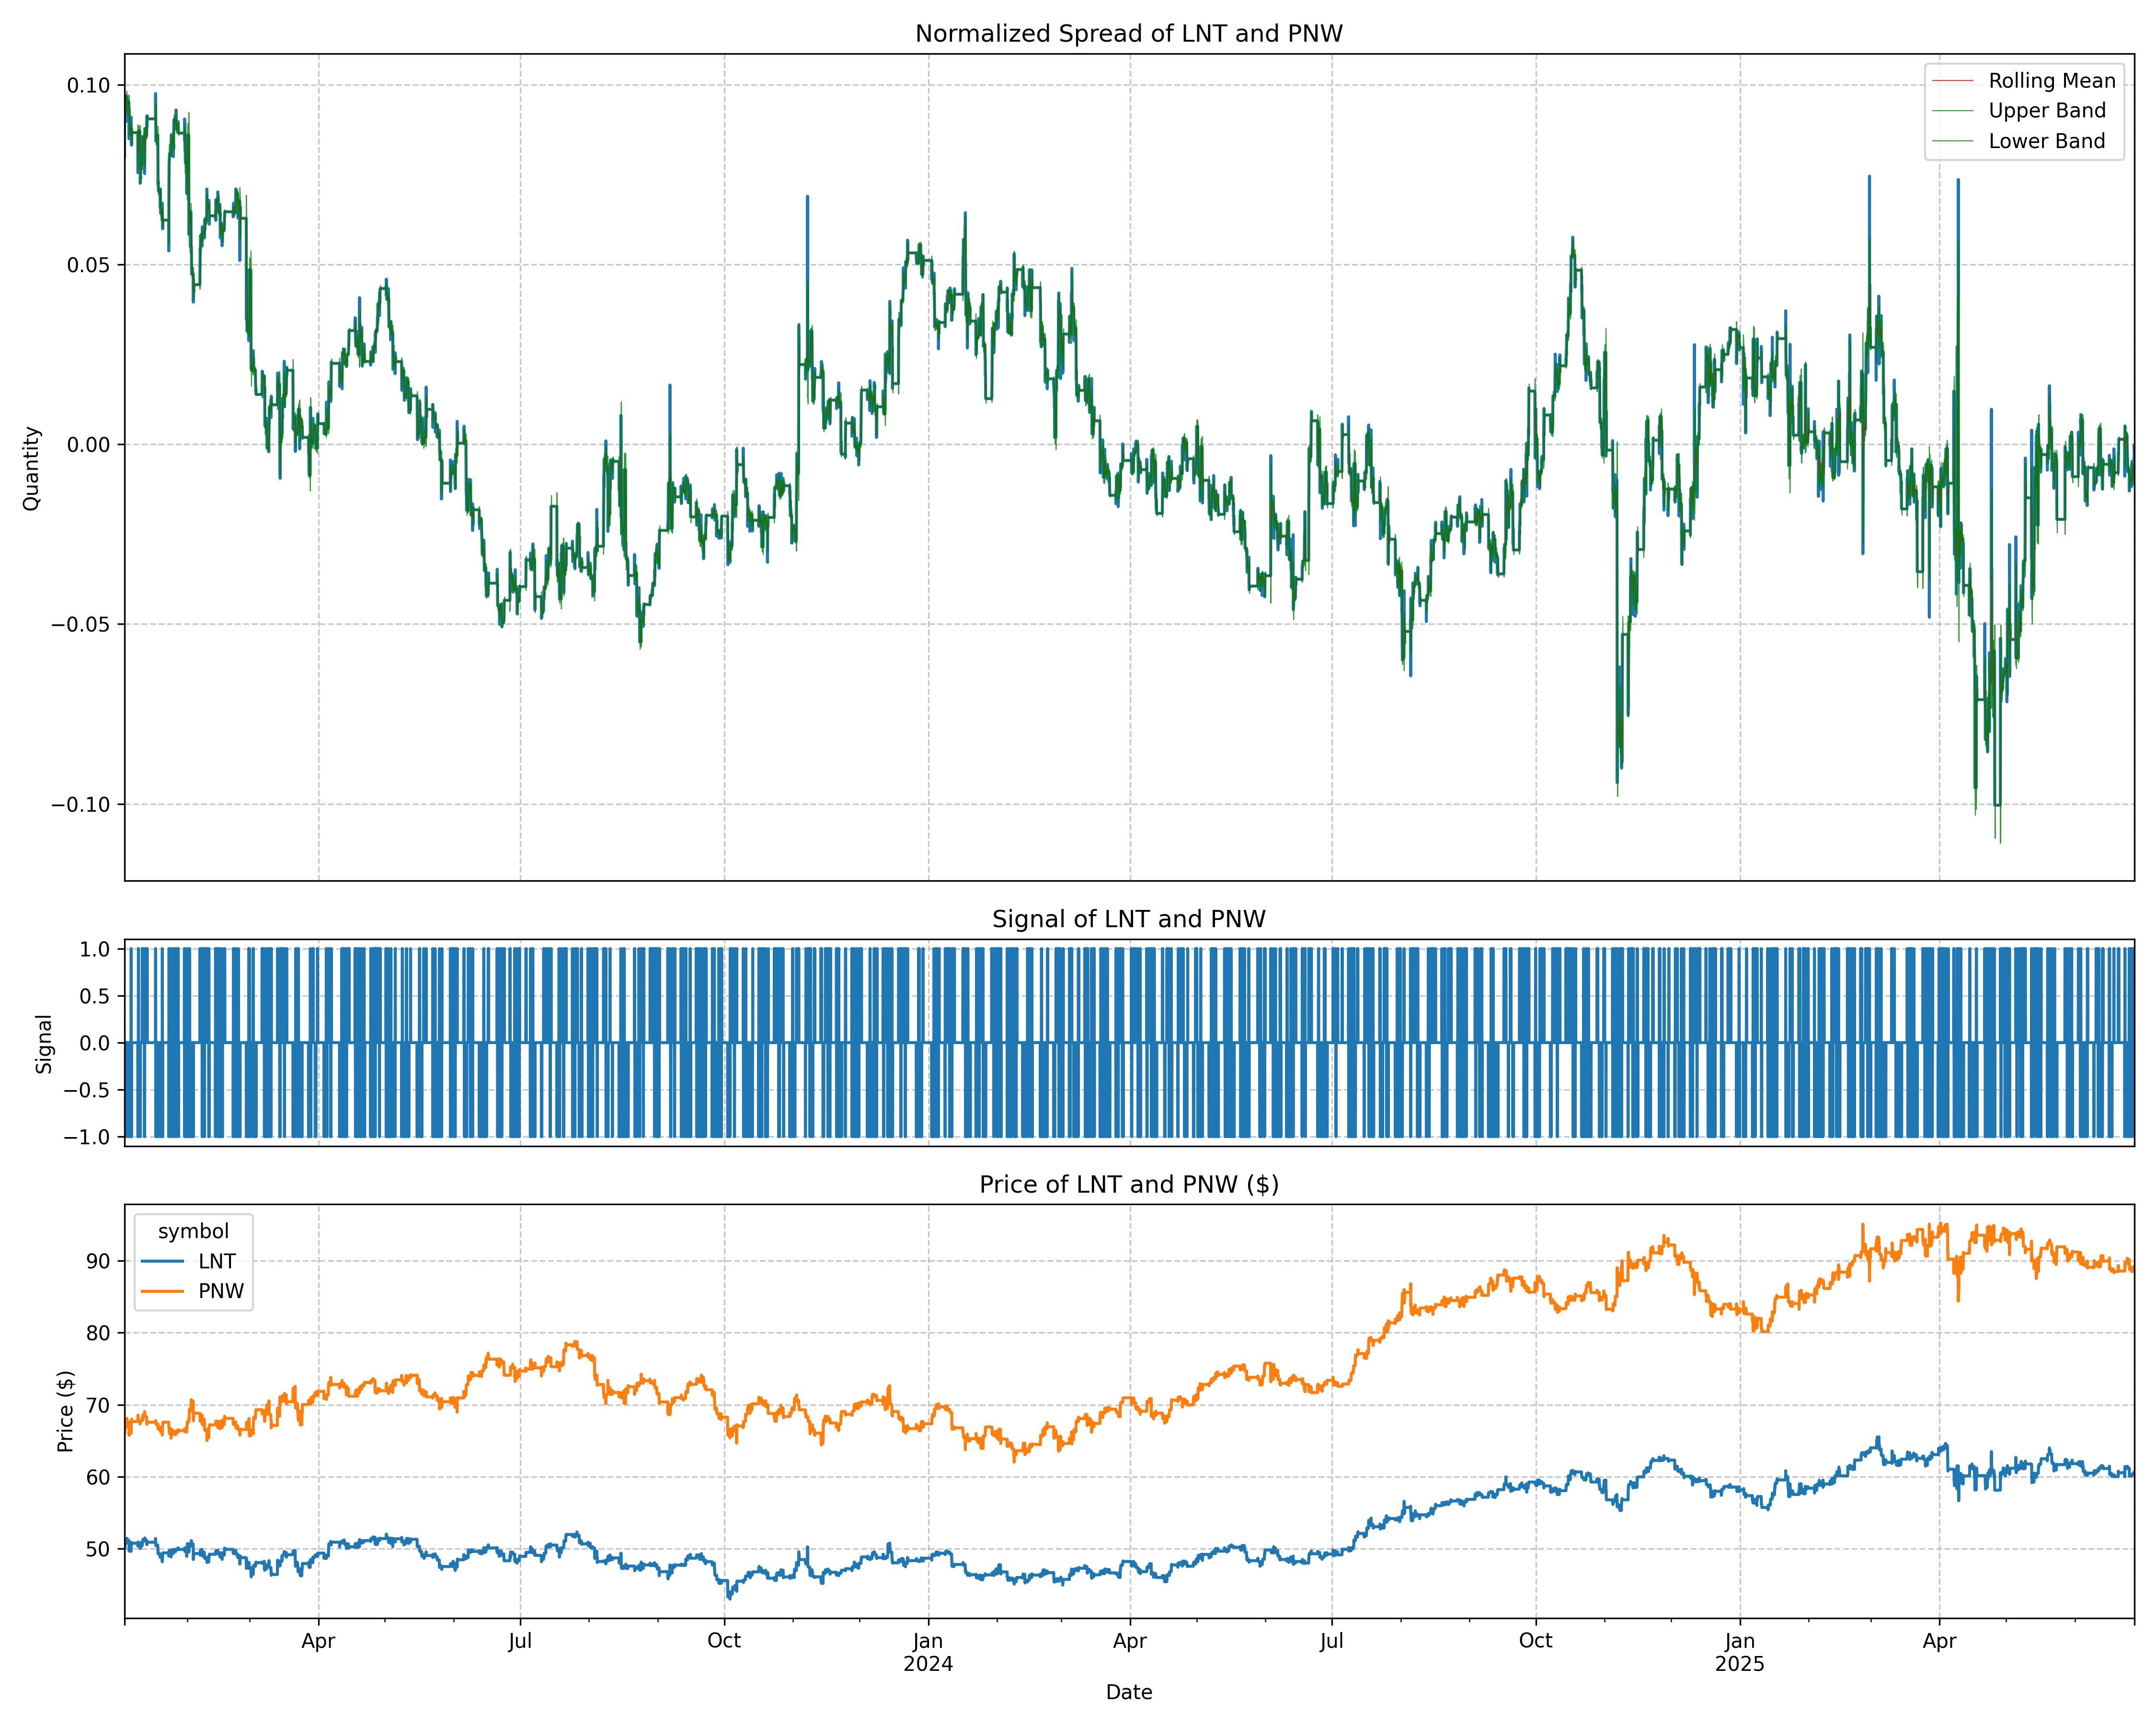 Normalized Spread of LNT and PNW
Rolling Mean
Upper Band
Lower Band
0.10
0.05
0.00
−0.05
−0.10
Quantity
Signal of LNT and PNW
1.0
0.5
0.0
−0.5
−1.0
Signal
Price of LNT and PNW ($)
symbol
LNT
PNW
90
80
70
60
50
Price ($)
Apr
Jul
Oct
Jan
2024
Apr
Jul
Oct
Jan
2025
Apr
Date